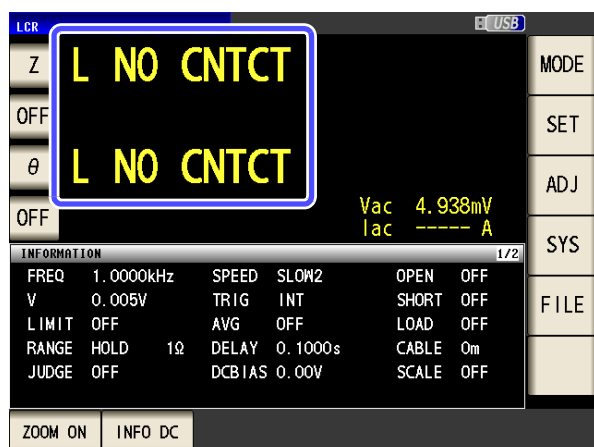 LCR USB
Z L NO CNTCT MODE
OFF SET
θ L NO CNTCT ADJ
OFF Vac 4.938mV
Iac ----- A
SYS
INFORMATION 1/2
FREQ 1.0000kHz SPEED SLOW2 OPEN OFF
V 0.005V TRIG INT SHORT OFF
FILE
LIMIT OFF AVG OFF LOAD OFF
RANGE HOLD 1Ω DELAY 0.1000s CABLE 0m
JUDGE OFF DCBIAS 0.00V SCALE OFF
ZOOM ON INFO DC